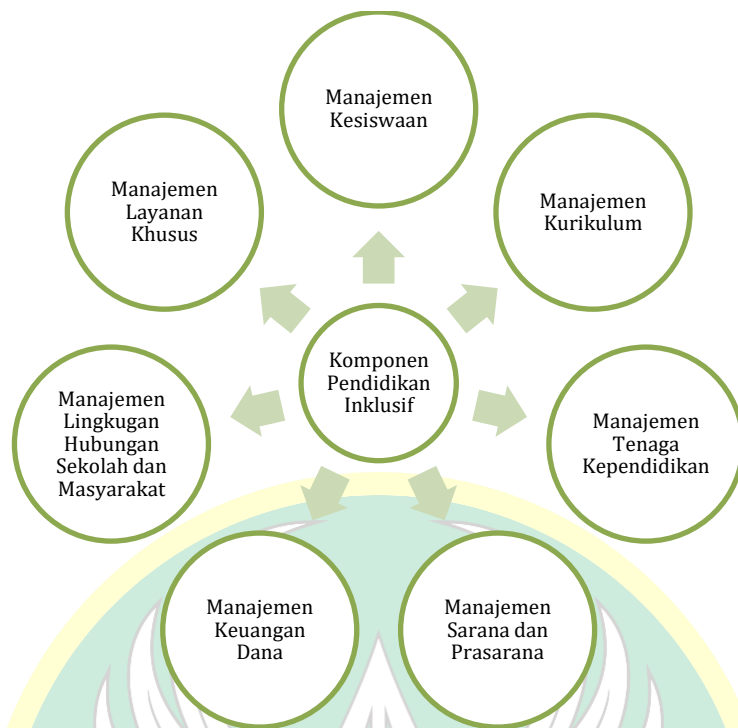 Manajemen
Kesiswaan
Manajemen
Kurikulum
Manajemen
Tenaga
Kependidikan
Manajemen
Sarana dan
Prasarana
Manajemen
Keuangan
Dana
Manajemen
Lingkugan
Hubungan
Sekolah dan
Masyarakat
Manajemen
Layanan
Khusus
Komponen
Pendidikan
Inklusif